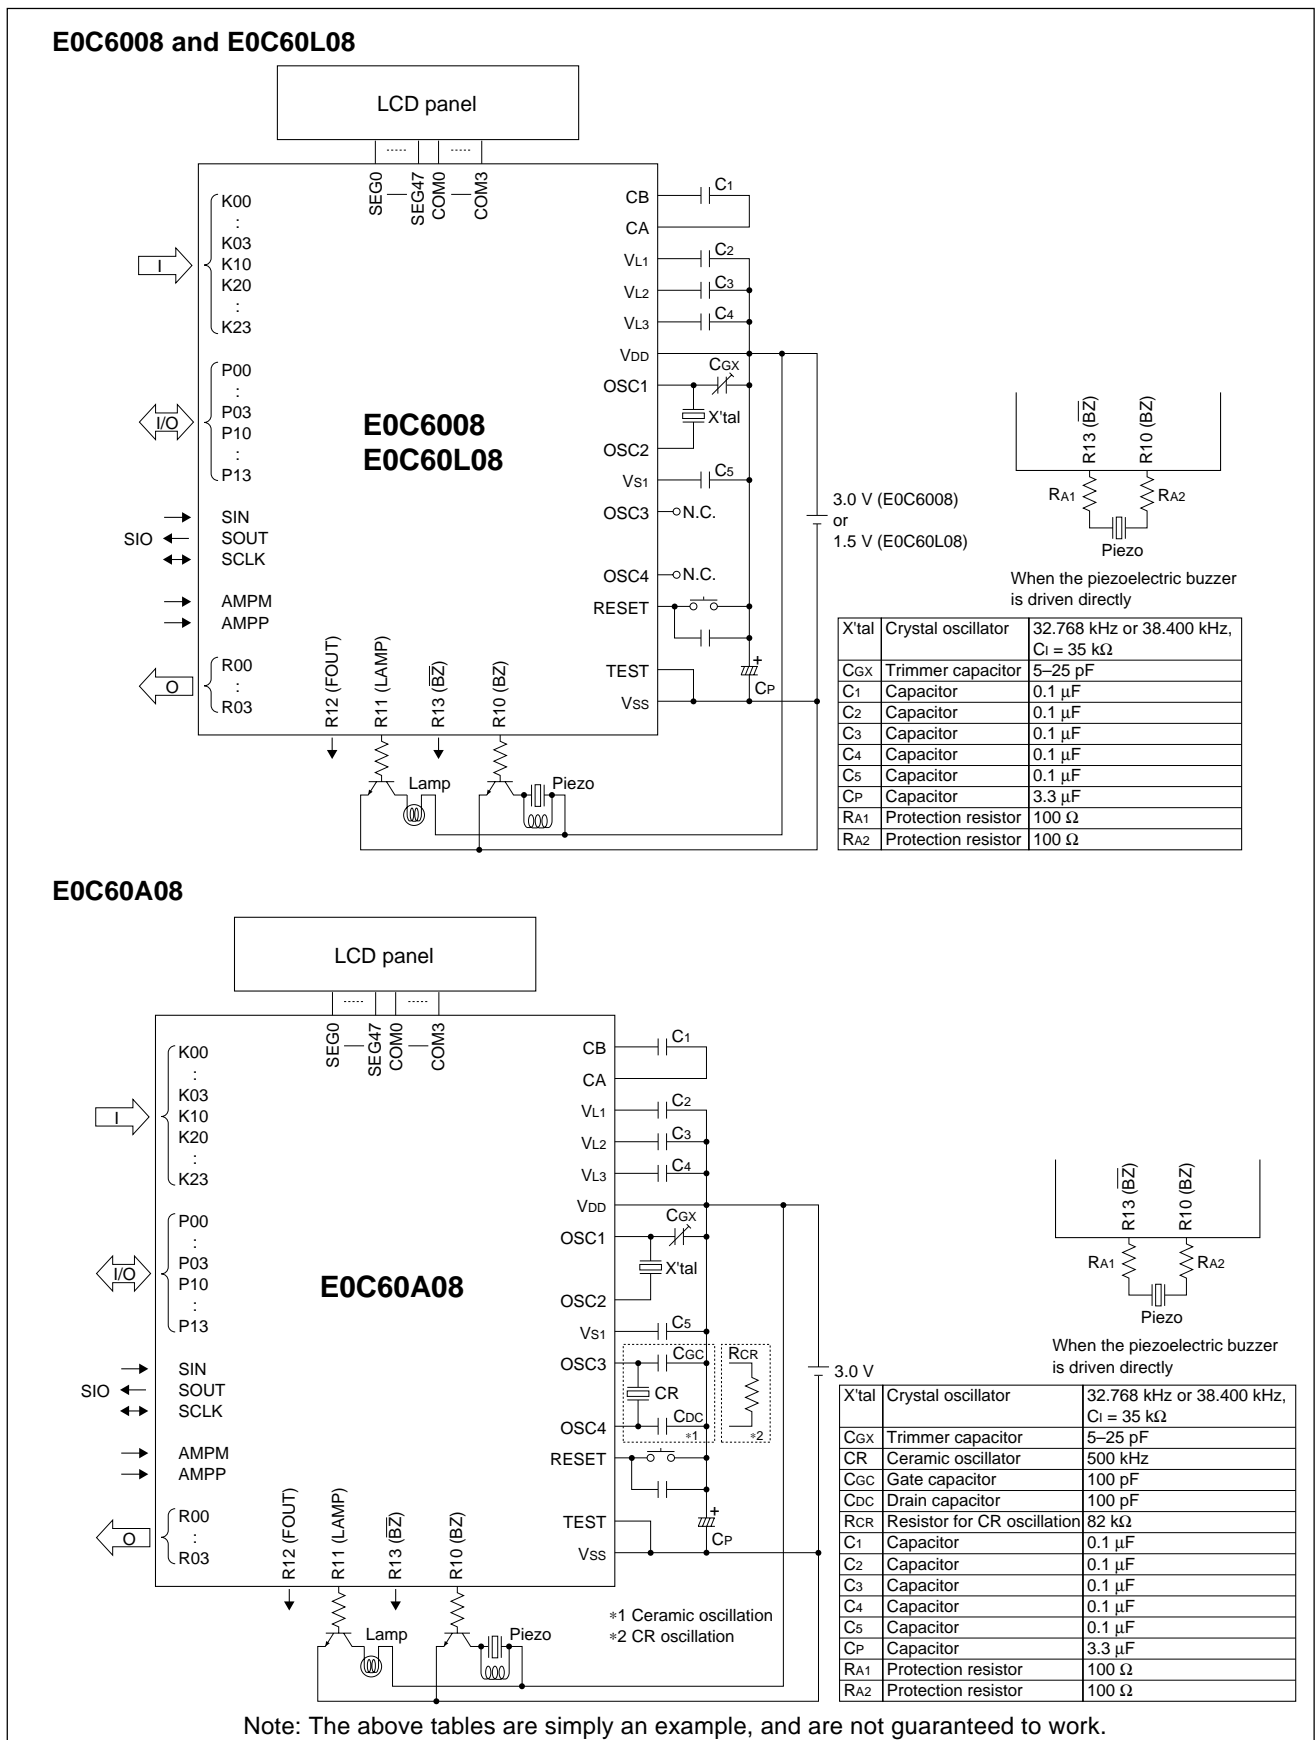 E0C6008 and E0C60L08
LCD panel
SEG0
SEG47
COM0
COM3
K00
:
K03
K10
K20
:
K23
I
P00
:
P03
P10
:
P13
I/O
SIN
SIO SOUT
SCLK
AMPM
AMPP
R00
:
R03
O
E0C6008
E0C60L08
CB
C1
CA
VL1
C2
VL2
C3
VL3
C4
VDD
CGX
OSC1
X'tal
OSC2
VS1
C5
OSC3
N.C.
OSC4
N.C.
RESET
TEST
+
CP
VSS
R12 (FOUT)
R11 (LAMP)
R13 (B̅Z̅)
R10 (BZ)
Lamp
Piezo
3.0 V (E0C6008)
or
1.5 V (E0C60L08)
R13 (B̅Z̅)
R10 (BZ)
RA1
RA2
Piezo
When the piezoelectric buzzer
is driven directly
X'tal Crystal oscillator 32.768 kHz or 38.400 kHz,
CI = 35 kΩ
CGX Trimmer capacitor 5–25 pF
C1 Capacitor 0.1 µF
C2 Capacitor 0.1 µF
C3 Capacitor 0.1 µF
C4 Capacitor 0.1 µF
C5 Capacitor 0.1 µF
CP Capacitor 3.3 µF
RA1 Protection resistor 100 Ω
RA2 Protection resistor 100 Ω
E0C60A08
LCD panel
SEG0
SEG47
COM0
COM3
K00
:
K03
K10
K20
:
K23
I
P00
:
P03
P10
:
P13
I/O
SIN
SIO SOUT
SCLK
AMPM
AMPP
R00
:
R03
O
E0C60A08
CB
C1
CA
VL1
C2
VL2
C3
VL3
C4
VDD
CGX
OSC1
X'tal
OSC2
VS1
C5
OSC3
CGC
RCR
CR
OSC4
CDC
*1
*2
RESET
TEST
+
CP
VSS
R12 (FOUT)
R11 (LAMP)
R13 (B̅Z̅)
R10 (BZ)
Lamp
Piezo
*1 Ceramic oscillation
*2 CR oscillation
3.0 V
R13 (B̅Z̅)
R10 (BZ)
RA1
RA2
Piezo
When the piezoelectric buzzer
is driven directly
X'tal Crystal oscillator 32.768 kHz or 38.400 kHz,
CI = 35 kΩ
CGX Trimmer capacitor 5–25 pF
CR Ceramic oscillator 500 kHz
CGC Gate capacitor 100 pF
CDC Drain capacitor 100 pF
RCR Resistor for CR oscillation 82 kΩ
C1 Capacitor 0.1 µF
C2 Capacitor 0.1 µF
C3 Capacitor 0.1 µF
C4 Capacitor 0.1 µF
C5 Capacitor 0.1 µF
CP Capacitor 3.3 µF
RA1 Protection resistor 100 Ω
RA2 Protection resistor 100 Ω
Note: The above tables are simply an example, and are not guaranteed to work.